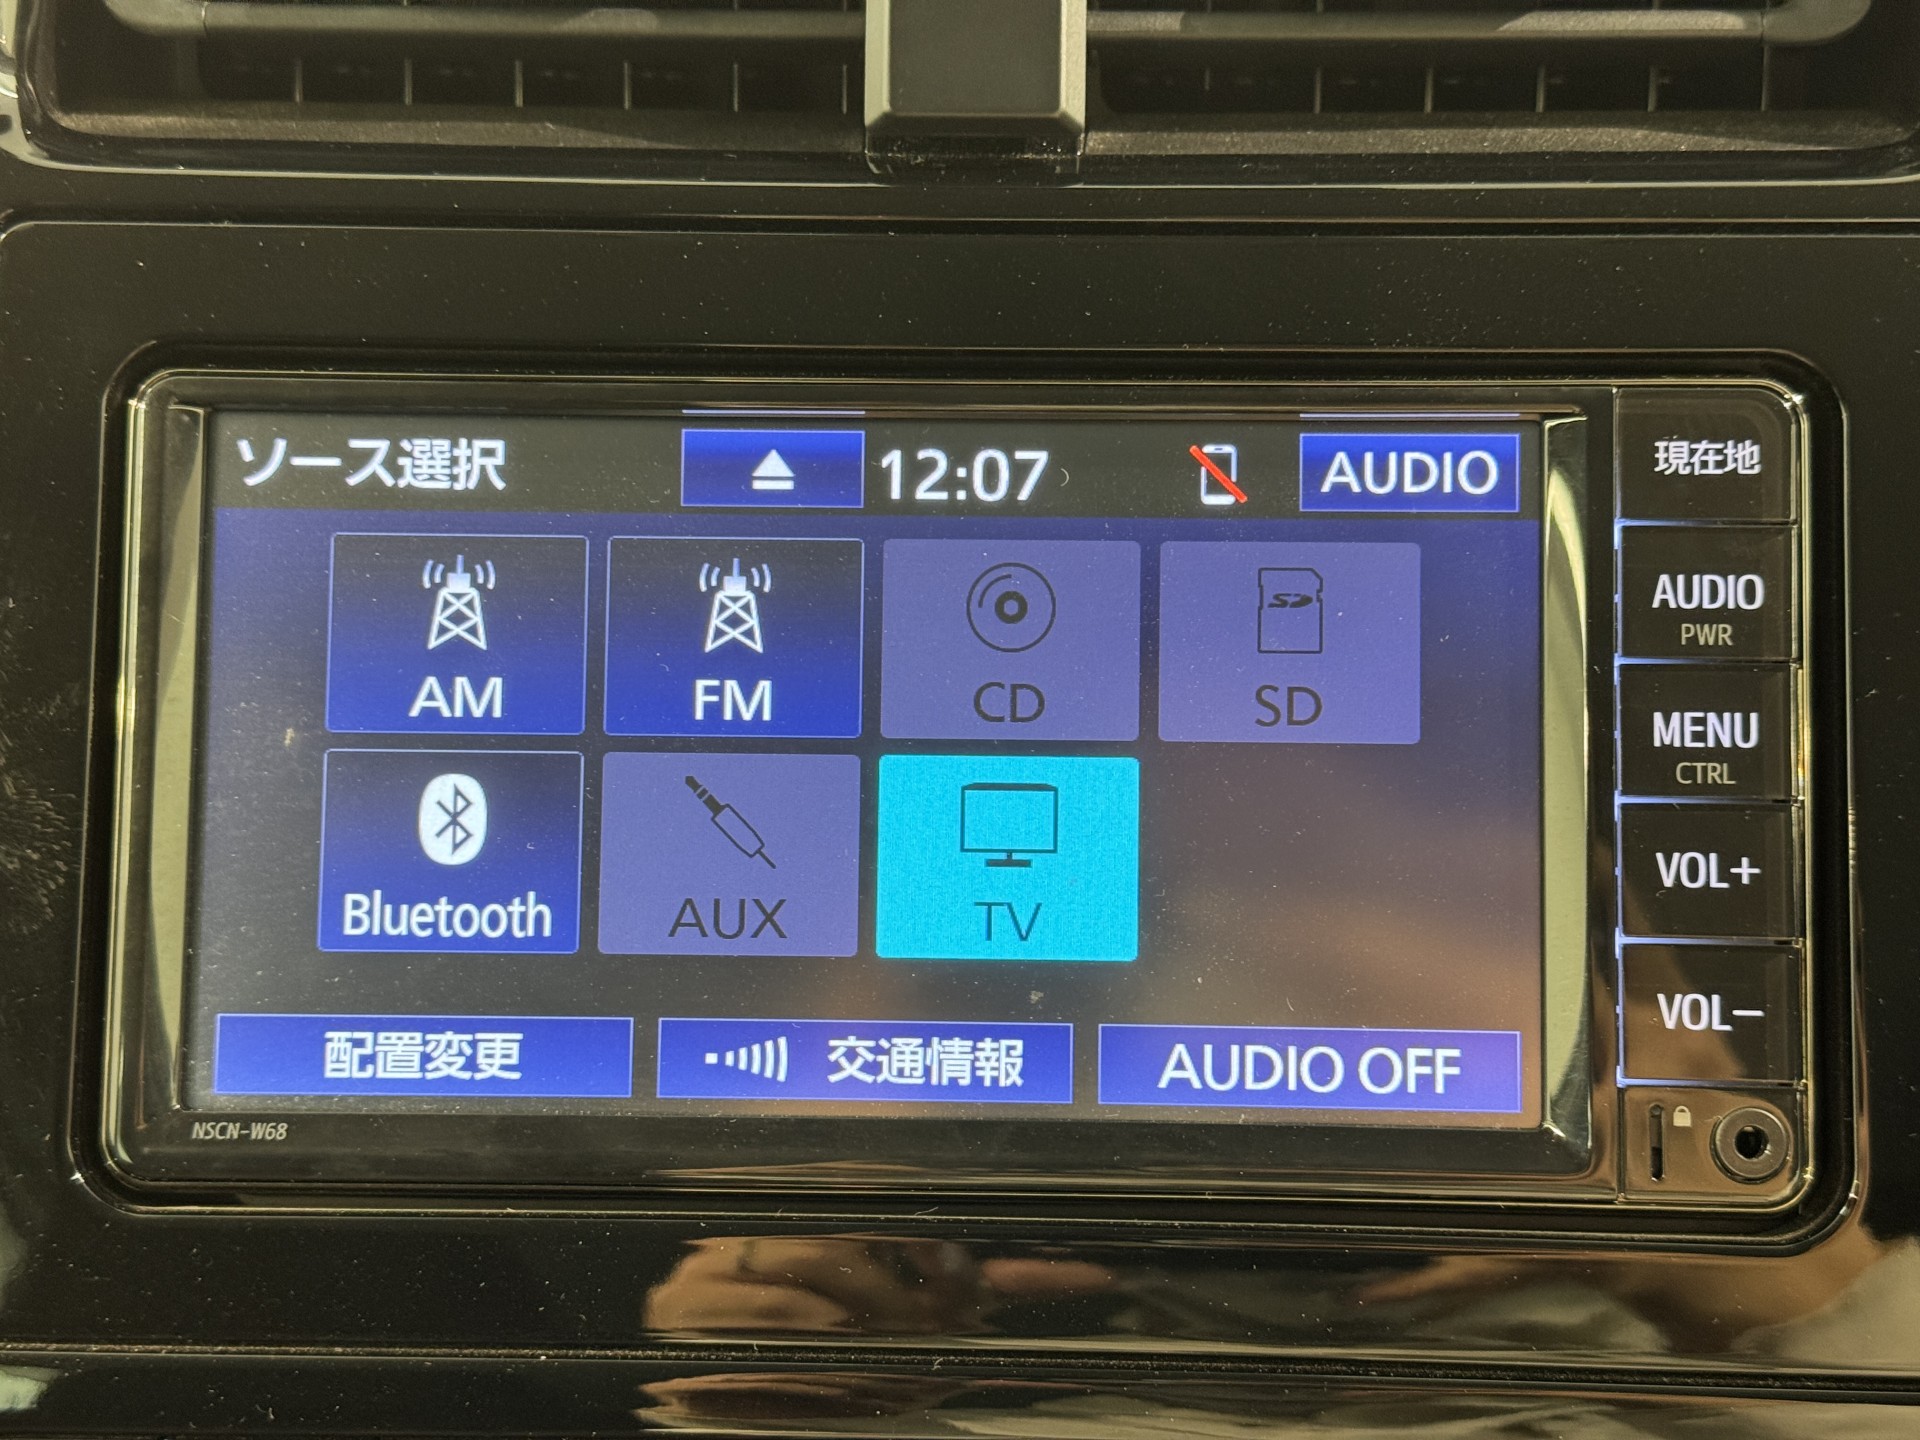 ソース選択
12:07
AUDIO
AM
FM
CD
SD
SD
Bluetooth
AUX
TV
配置変更
交通情報
AUDIO OFF
NSCN-W68
現在地
AUDIO
PWR
MENU
CTRL
VOL+
VOL−